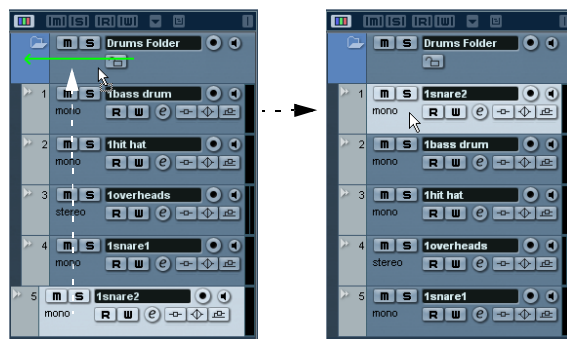 M S R W
M S Drums Folder
1 M S 1bass drum
mono R W e
2 M S 1hit hat
mono R W e
3 M S 1overheads
stereo R W e
4 M S 1snare1
mono R W e
5 M S 1snare2
mono R W e
M S R W
M S Drums Folder
1 M S 1snare2
mono R W e
2 M S 1bass drum
mono R W e
3 M S 1hit hat
mono R W e
4 M S 1overheads
stereo R W e
5 M S 1snare1
mono R W e